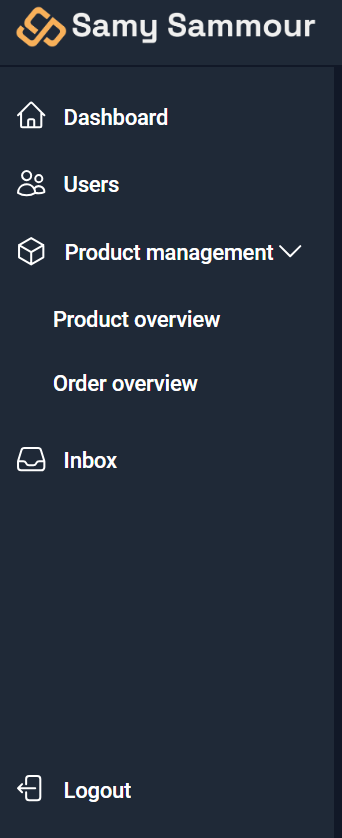 Samy Sammour
Dashboard
Users
Product management
Product overview
Order overview
Inbox
Logout